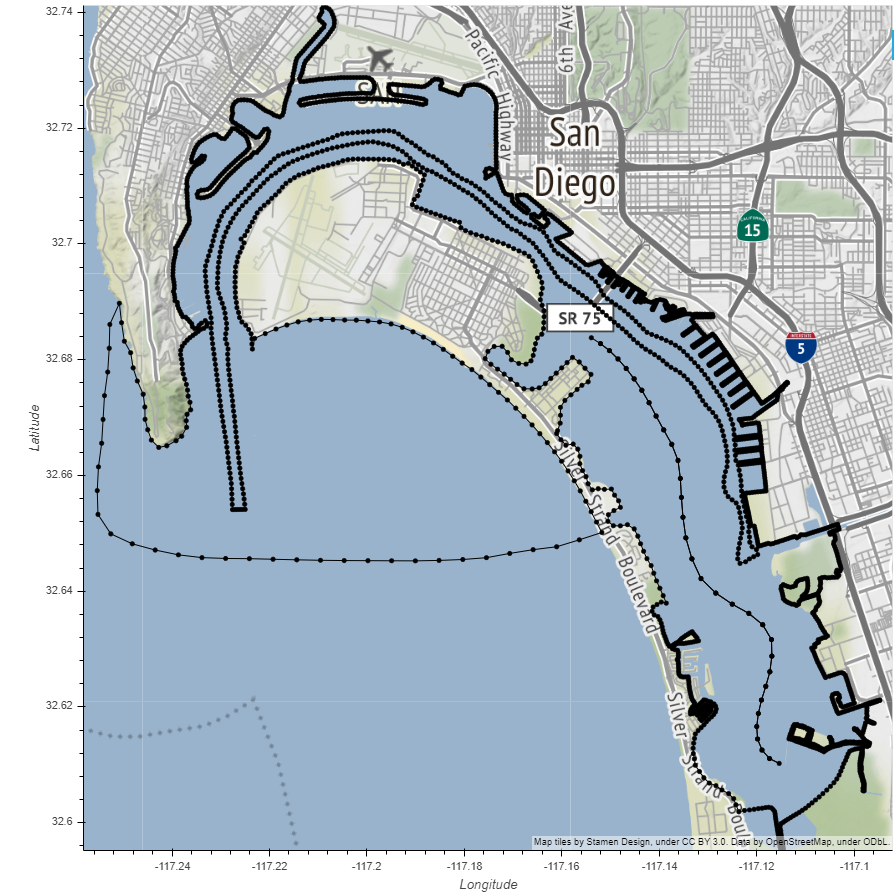 32.74
32.72
32.7
32.68
32.66
32.64
32.62
32.6
Latitude
Pacific
Highway
6th Ave
SAN
San
Diego
CALIFORNIA
15
SR 75
INTERSTATE
5
Silver Strand Boulevard
Silver Strand Boul
Map tiles by Stamen Design, under CC BY 3.0. Data by OpenStreetMap, under ODbL.
-117.24
-117.22
-117.2
-117.18
-117.16
-117.14
-117.12
-117.1
Longitude